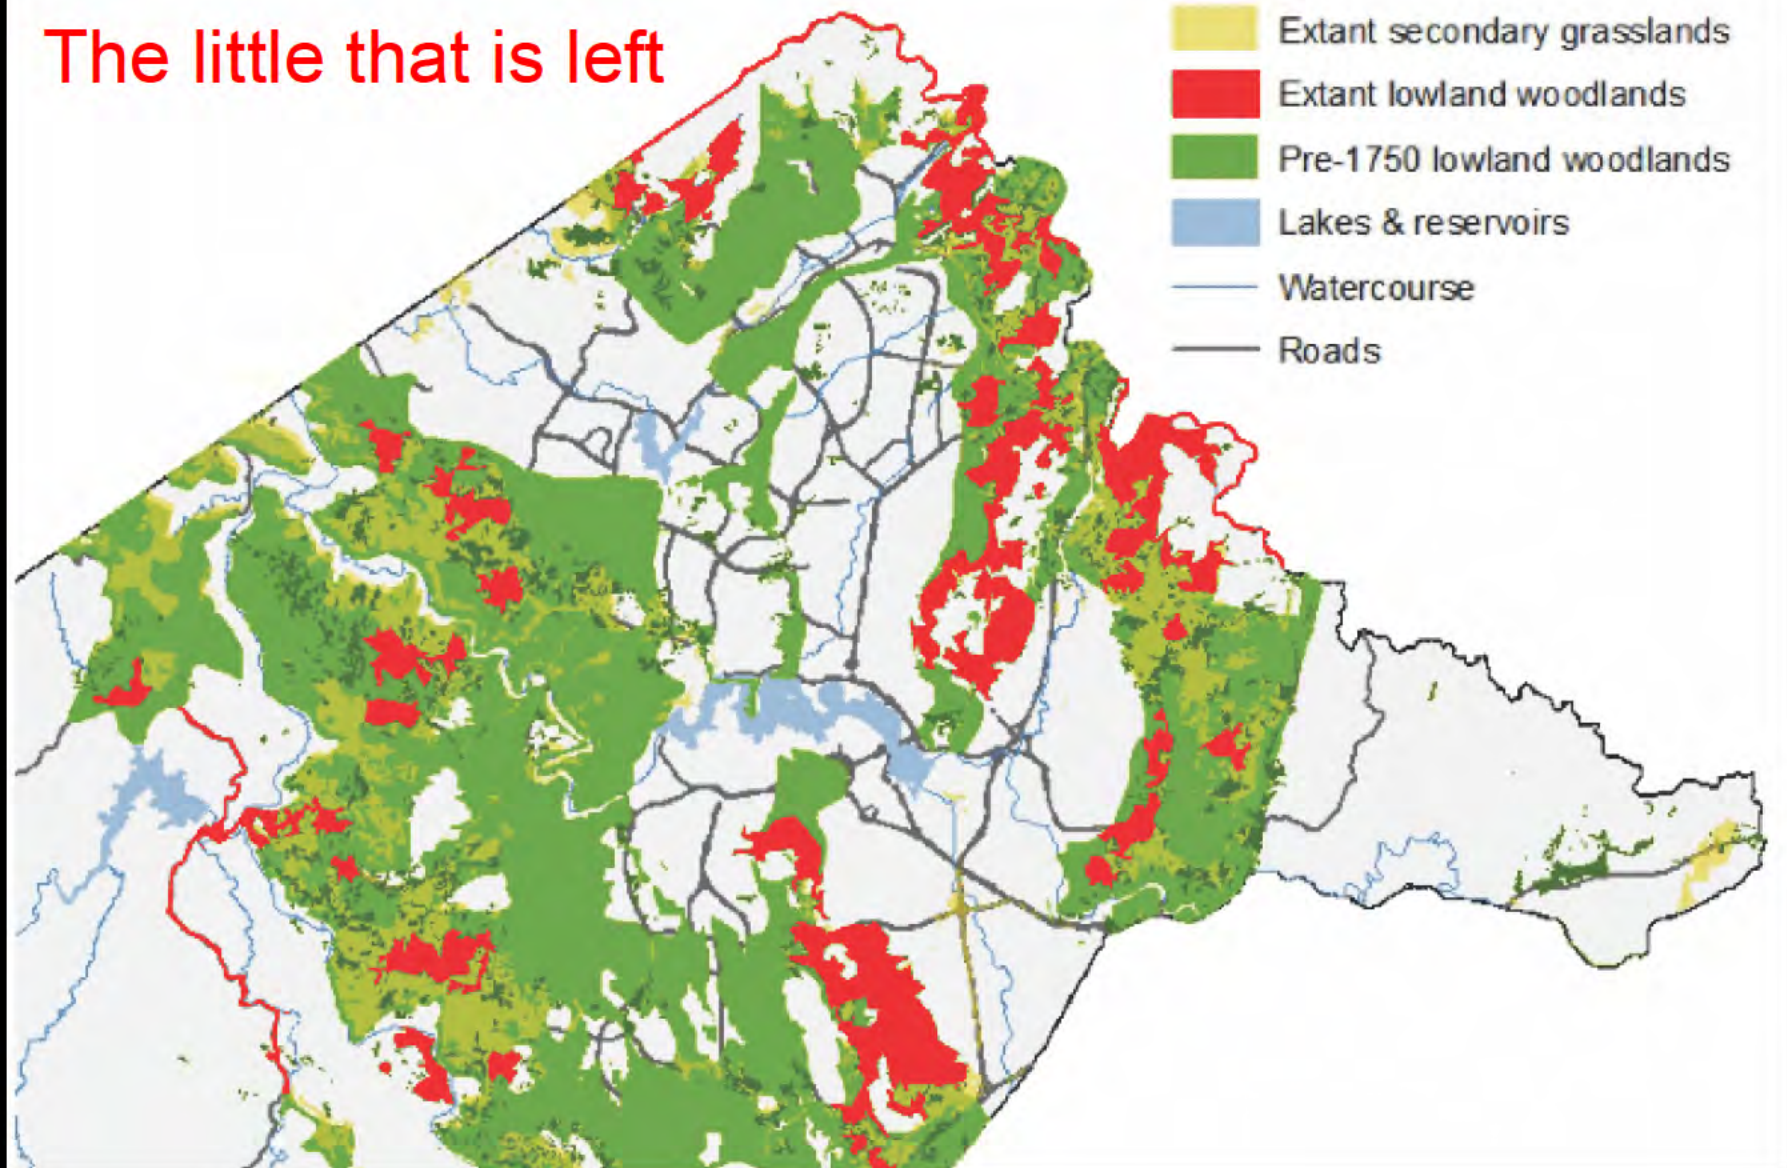 The little that is left
Extant secondary grasslands
Extant lowland woodlands
Pre-1750 lowland woodlands
Lakes & reservoirs
Watercourse
Roads